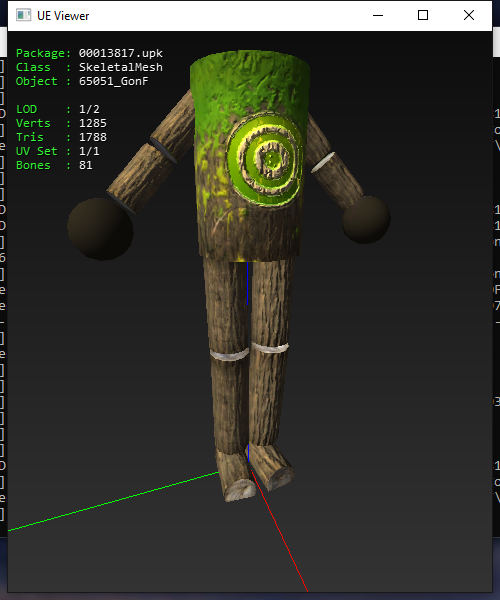 UE Viewer
Package: 00013817.upk
Class  : SkeletalMesh
Object : 65051_GonF
LOD    : 1/2
Verts  : 1285
Tris   : 1788
UV Set : 1/1
Bones  : 81